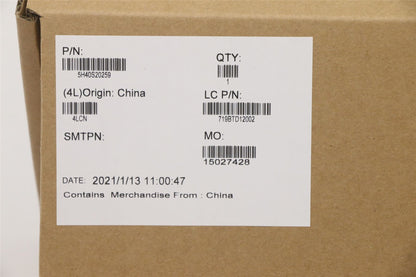 P/N: QTY:
5H40S20259 1
(4L)Origin: China LC P/N:
4LCN 719BTD12002
SMTPN: MO:
15027428
DATE: 2021/1/13 11:00:47
Contains Merchandise From : China